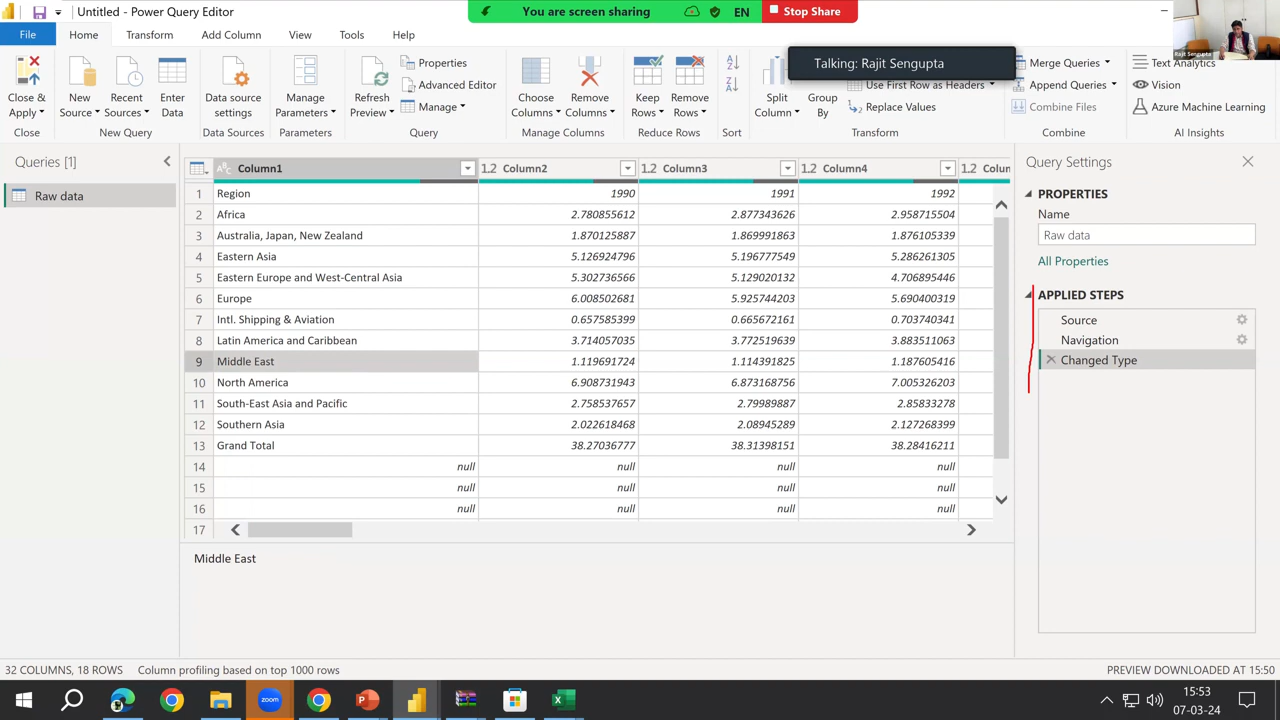 Untitled - Power Query Editor
You are screen sharing
EN
Stop Share
Rajit Sengupta
File
Home
Transform
Add Column
View
Tools
Help
Talking: Rajit Sengupta
Close & Apply
Close
New Source
Recent Sources
Enter Data
New Query
Data source settings
Data Sources
Manage Parameters
Parameters
Refresh Preview
Properties
Advanced Editor
Manage
Query
Choose Columns
Remove Columns
Manage Columns
Keep Rows
Remove Rows
Reduce Rows
Sort
Split Column
Group By
Use First Row as Headers
Replace Values
Transform
Merge Queries
Append Queries
Combine Files
Combine
Text Analytics
Vision
Azure Machine Learning
AI Insights
Queries [1]
Raw data
Column1 1.2 Column2 1.2 Column3 1.2 Column4 1.2 Colum
1 Region 1990 1991 1992
2 Africa 2.780855612 2.877343626 2.958715504
3 Australia, Japan, New Zealand 1.870125887 1.869991863 1.876105339
4 Eastern Asia 5.126924796 5.196777549 5.286261305
5 Eastern Europe and West-Central Asia 5.302736566 5.129020132 4.706895446
6 Europe 6.008502681 5.925744203 5.690400319
7 Intl. Shipping & Aviation 0.657585399 0.665672161 0.703740341
8 Latin America and Caribbean 3.714057035 3.772519639 3.883511063
9 Middle East 1.119691724 1.114391825 1.187605416
10 North America 6.908731943 6.873168756 7.005326203
11 South-East Asia and Pacific 2.758537657 2.79989887 2.85833278
12 Southern Asia 2.022618468 2.08945289 2.127268399
13 Grand Total 38.27036777 38.31398151 38.28416211
14 null null null null
15 null null null null
16 null null null null
17
Middle East
Query Settings
PROPERTIES
Name
Raw data
All Properties
APPLIED STEPS
Source
Navigation
Changed Type
32 COLUMNS, 18 ROWS
Column profiling based on top 1000 rows
PREVIEW DOWNLOADED AT 15:50
zoom
15:53
07-03-24